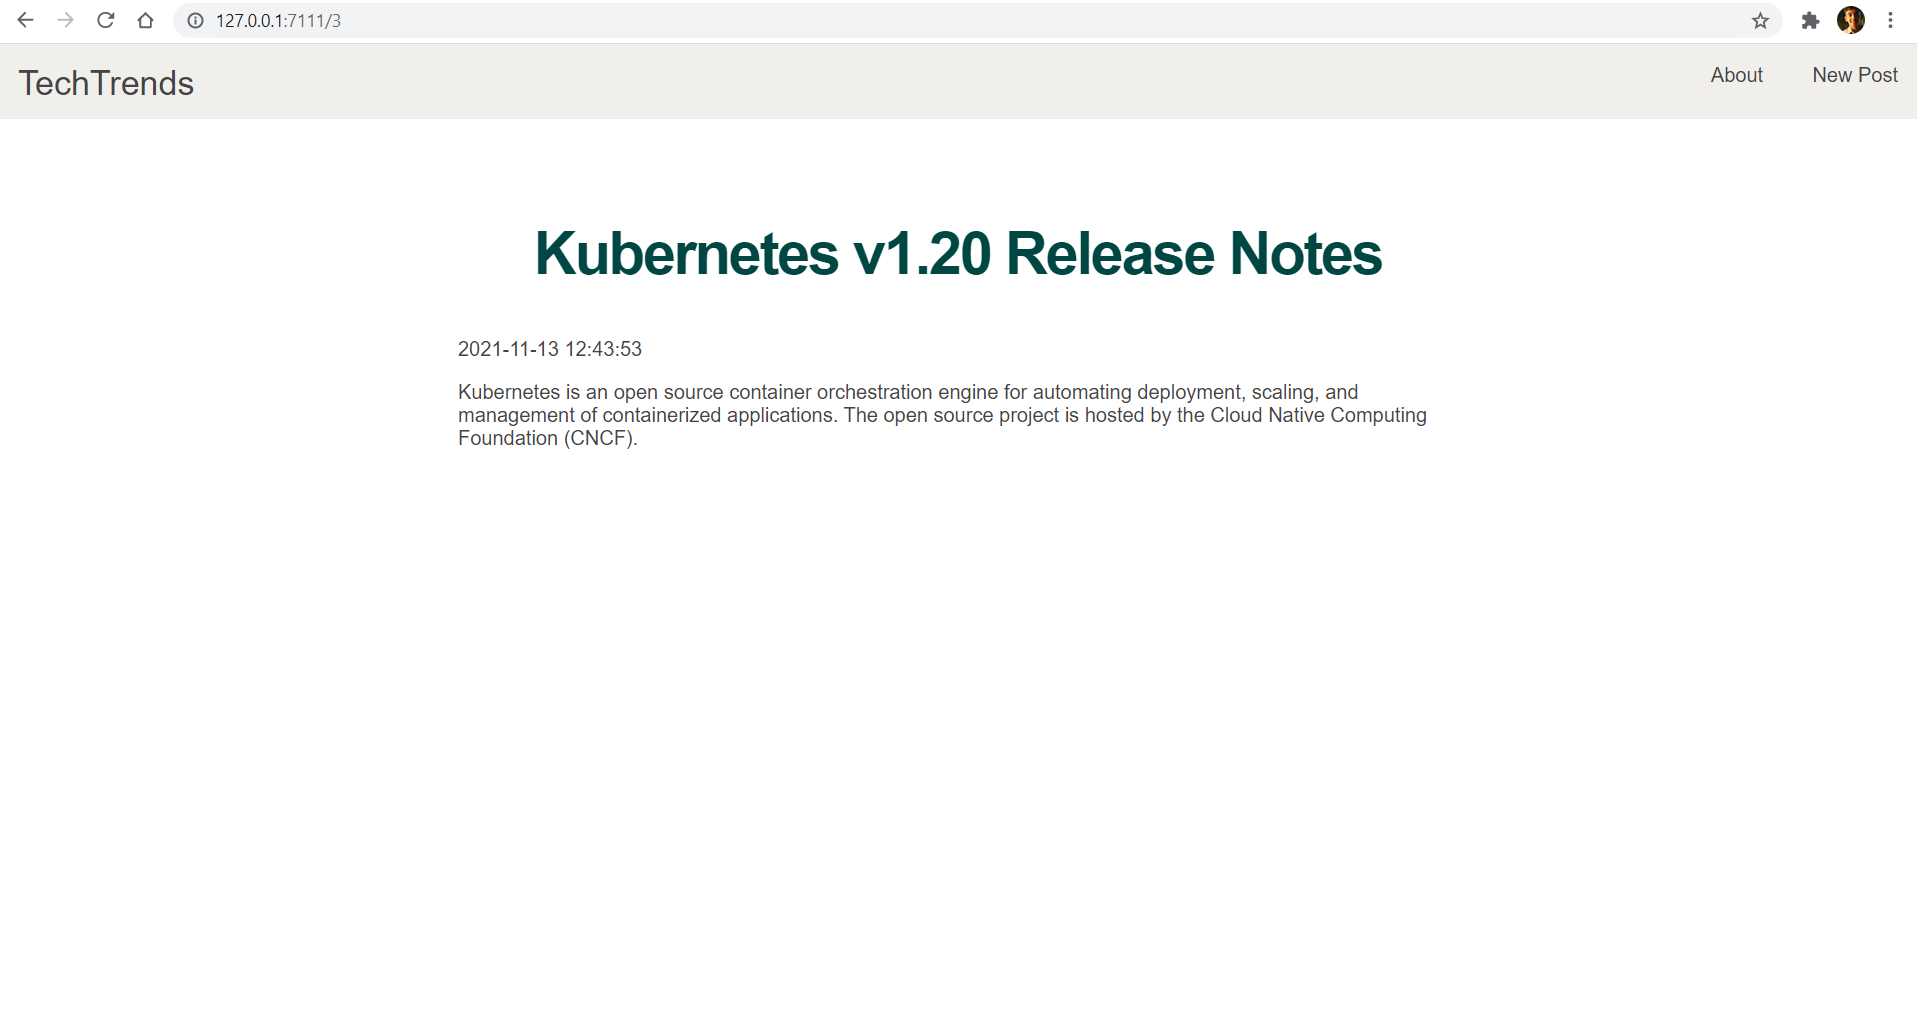 127.0.0.1:7111/3
TechTrends
About
New Post
Kubernetes v1.20 Release Notes
2021-11-13 12:43:53
Kubernetes is an open source container orchestration engine for automating deployment, scaling, and
management of containerized applications. The open source project is hosted by the Cloud Native Computing
Foundation (CNCF).